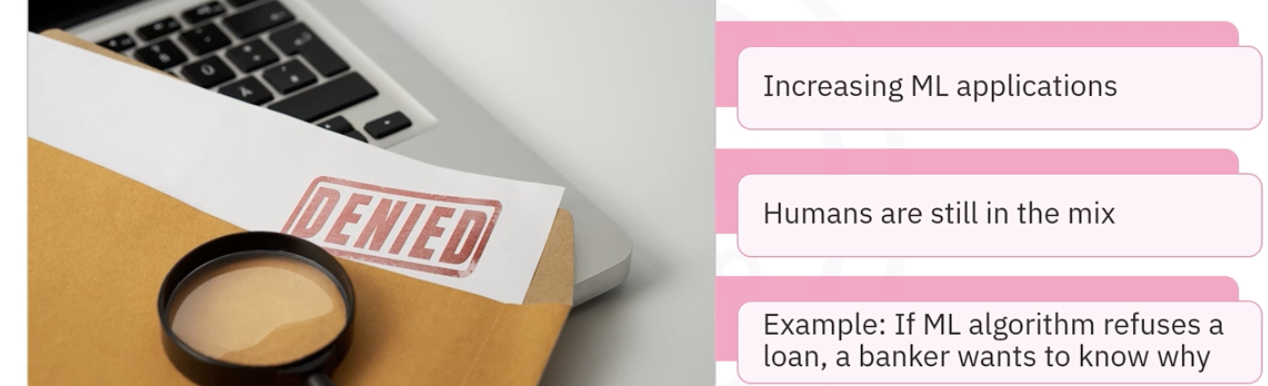 DENIED
Increasing ML applications
Humans are still in the mix
Example: If ML algorithm refuses a
loan, a banker wants to know why